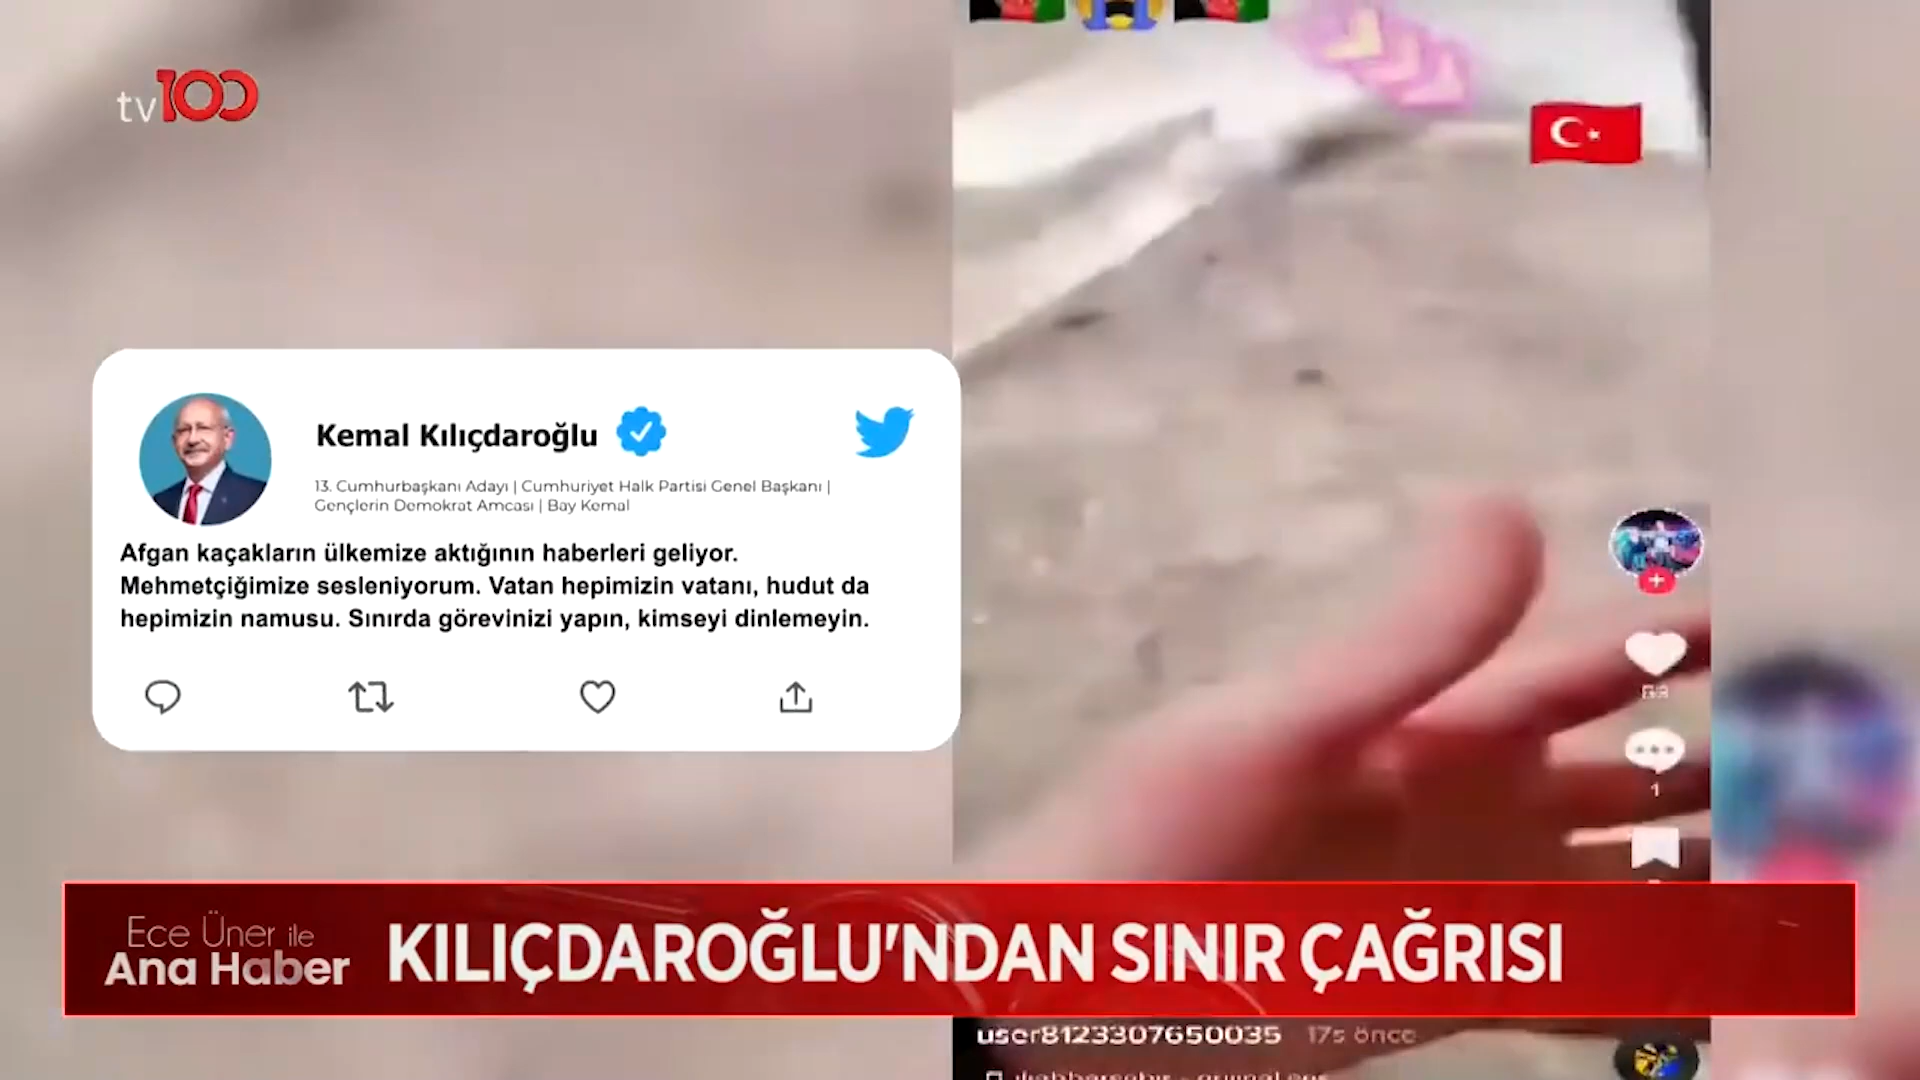 tv100
Kemal Kılıçdaroğlu
13. Cumhurbaşkanı Adayı | Cumhuriyet Halk Partisi Genel Başkanı |
Gençlerin Demokrat Amcası | Bay Kemal
Afgan kaçakların ülkemize aktığının haberleri geliyor.
Mehmetçiğimize sesleniyorum. Vatan hepimizin vatanı, hudut da
hepimizin namusu. Sınırda görevinizi yapın, kimseyi dinlemeyin.
1
Ece Üner ile
Ana Haber
KILIÇDAROĞLU'NDAN SINIR ÇAĞRISI
user8123307650035 17s önce